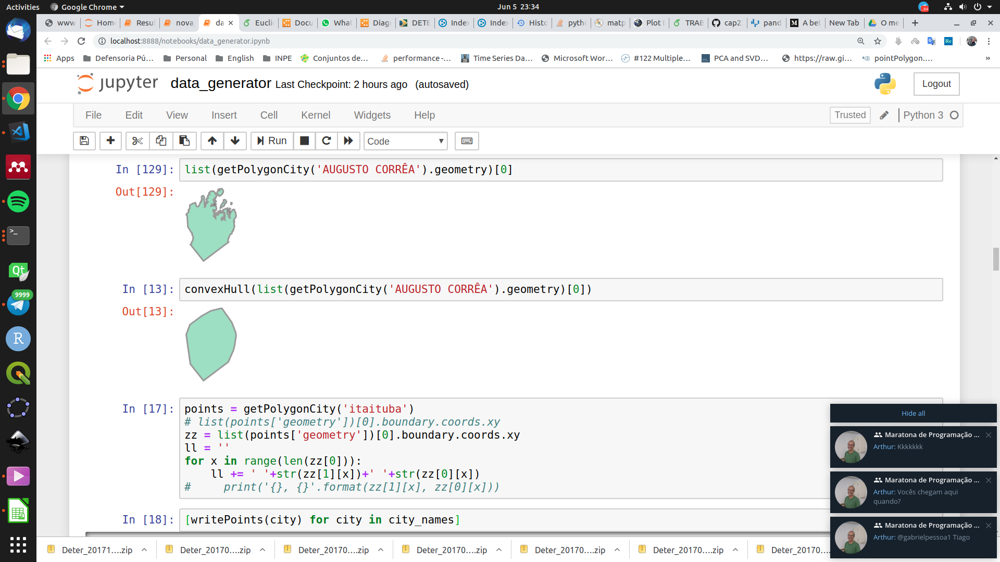 Activities Google Chrome Jun 5 23:34 84
www Hom Resul nova da Euclid Docu What Diagr DETE Index Index Histo pytho matp Plot TRAB cap2 pand A bet New Tab O me
localhost:8888/notebooks/data_generator.ipynb Re
Apps Defensoria Pú… Personal English INPE Conjuntos de… performance -… Time Series Da… Microsoft Wor… #122 Multiple… PCA and SVD… https://raw.gi… pointPolygon.… »
jupyter data_generator Last Checkpoint: 2 hours ago (autosaved) Logout
File Edit View Insert Cell Kernel Widgets Help Trusted Python 3
Run Code
In [129]: list(getPolygonCity('AUGUSTO CORRÊA').geometry)[0]
Out[129]:
In [13]: convexHull(list(getPolygonCity('AUGUSTO CORRÊA').geometry)[0])
Out[13]:
In [17]: points = getPolygonCity('itaituba')
# list(points['geometry'])[0].boundary.coords.xy
zz = list(points['geometry'])[0].boundary.coords.xy
ll = ''
for x in range(len(zz[0])):
ll += ' '+str(zz[1][x])+' '+str(zz[0][x])
# print('{}, {}'.format(zz[1][x], zz[0][x]))
In [18]: [writePoints(city) for city in city_names]
Hide all
Maratona de Programação ...
Arthur: Kkkkkkk
Maratona de Programação ...
Arthur: Vocês chegam aqui
quando?
Maratona de Programação ...
Arthur: @gabrielpessoa1 Tiago
Deter_20171….zip Deter_20170….zip Deter_20170….zip Deter_20170….zip Deter_20170….zip Deter_20170….zip Deter_20170…
Qt
9999
R
>_